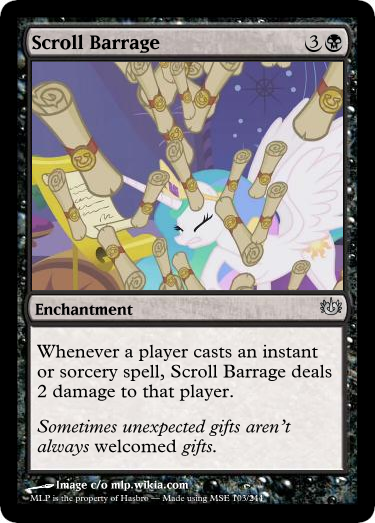 Scroll Barrage 3
Enchantment
Whenever a player casts an instant
or sorcery spell, Scroll Barrage deals
2 damage to that player.
Sometimes unexpected gifts aren't
always welcomed gifts.
Image c/o mlp.wikia.com
MLP is the property of Hasbro — Made using MSE 103/244